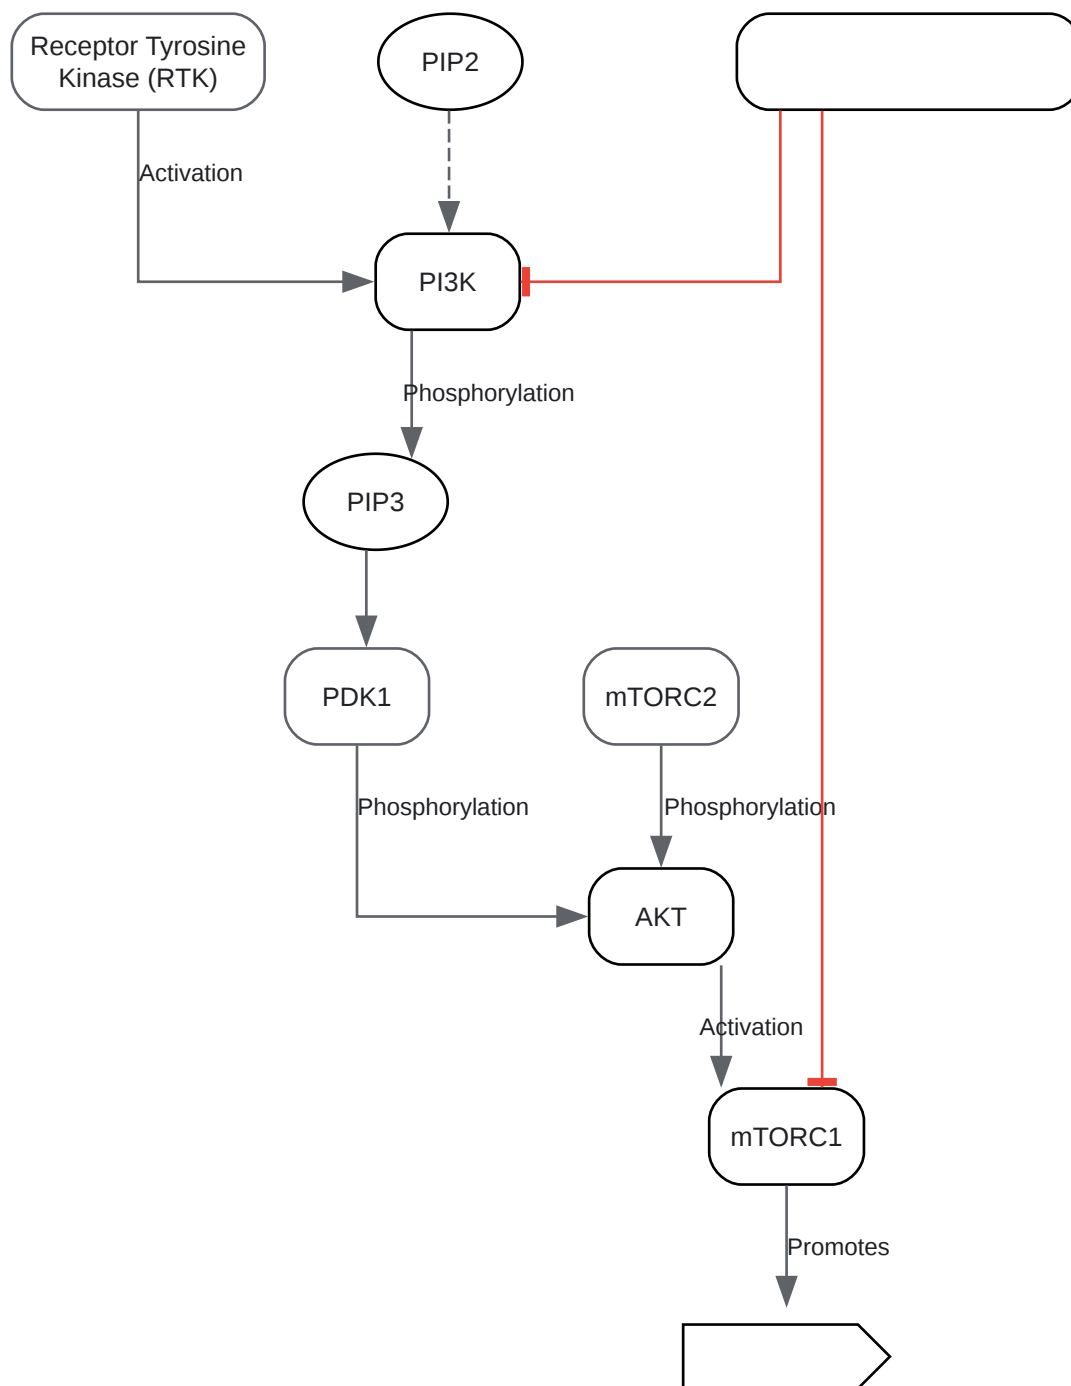 Receptor Tyrosine
Kinase (RTK)
PIP2
Activation
PI3K
Phosphorylation
PIP3
PDK1
mTORC2
Phosphorylation
Phosphorylation
AKT
Activation
mTORC1
Promotes